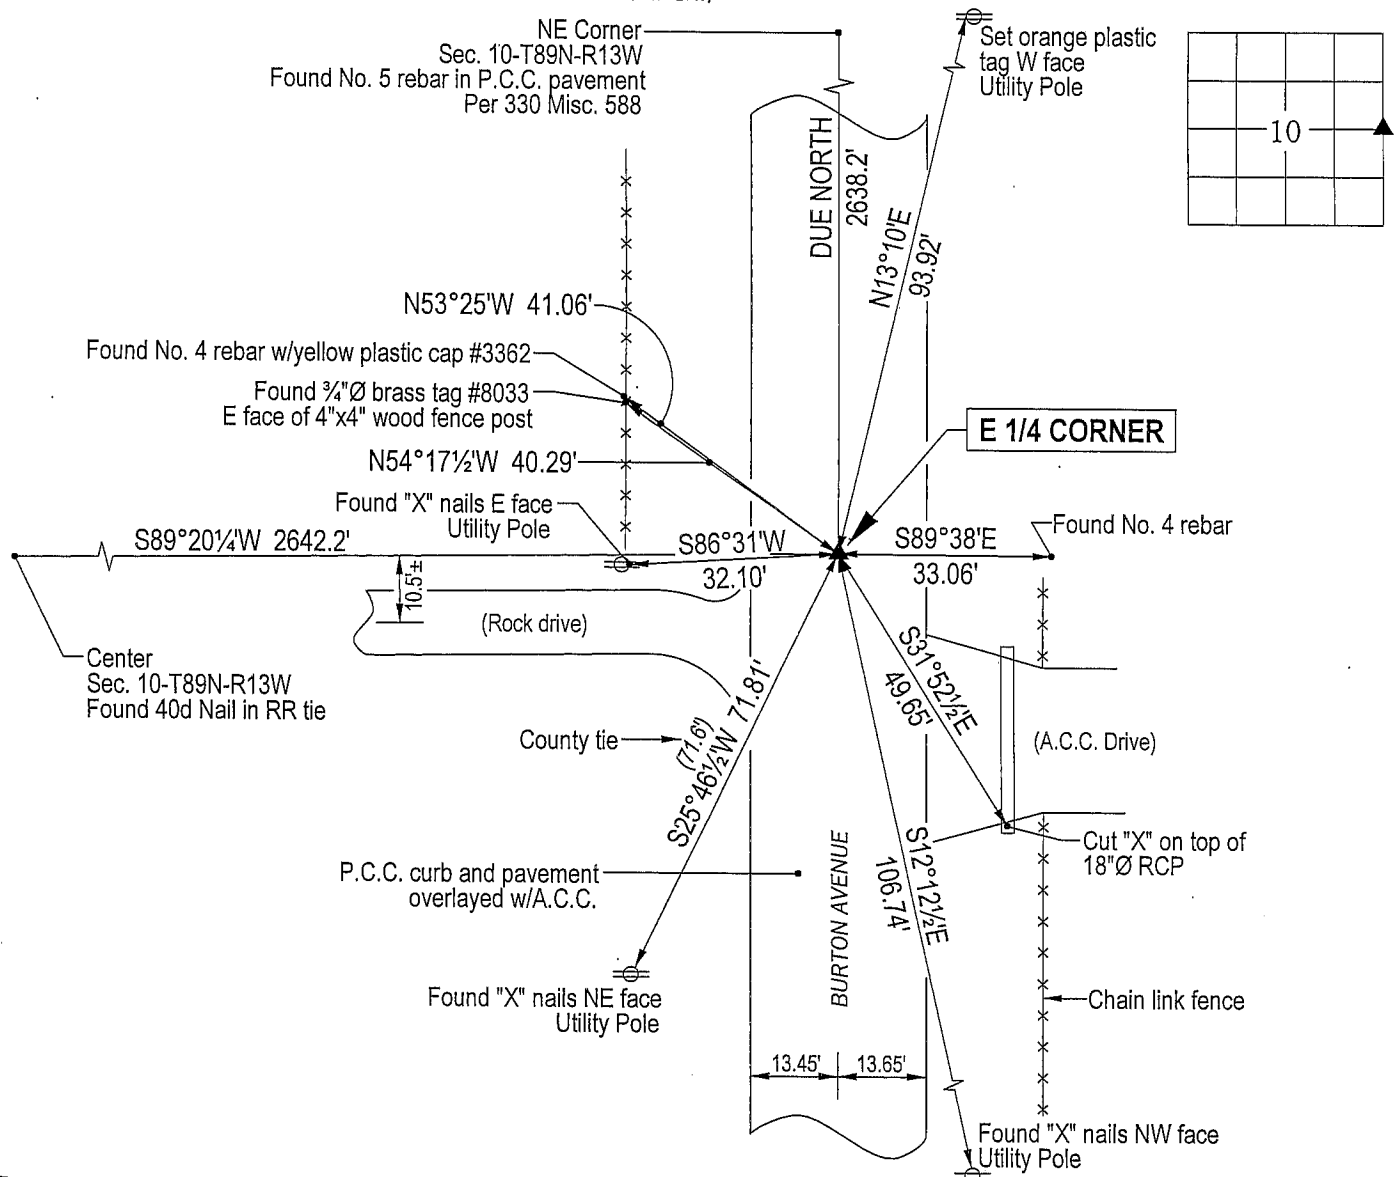 NE Corner
Sec. 10-T89N-R13W
Found No. 5 rebar in P.C.C. pavement
Per 330 Misc. 588
Set orange plastic
tag W face
Utility Pole
10
DUE NORTH
2638.2'
N13°10'E
93.92'
N53°25'W 41.06'
Found No. 4 rebar w/yellow plastic cap #3362
Found ¾"Ø brass tag #8033
E face of 4"x4" wood fence post
N54°17½'W 40.29'
E 1/4 CORNER
Found "X" nails E face
Utility Pole
S89°20¼'W 2642.2'
S86°31'W
32.10'
S89°38'E
33.06'
Found No. 4 rebar
10.5'±
(Rock drive)
Center
Sec. 10-T89N-R13W
Found 40d Nail in RR tie
County tie
(71.6')
S25°46½'W 71.81'
S31°52½'E
49.65'
(A.C.C. Drive)
Cut "X" on top of
18"Ø RCP
P.C.C. curb and pavement
overlayed w/A.C.C.
BURTON AVENUE
S12°12½'E
106.74'
Found "X" nails NE face
Utility Pole
Chain link fence
13.45'
13.65'
Found "X" nails NW face
Utility Pole